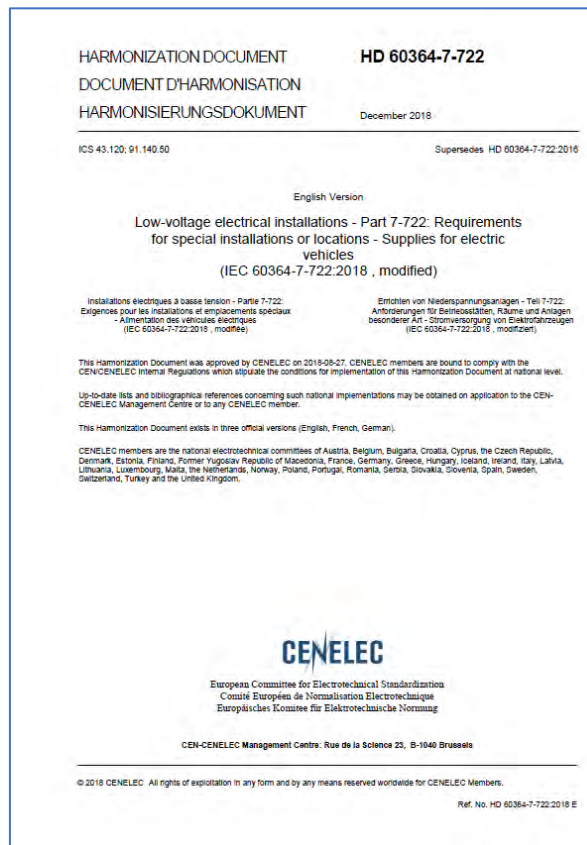 HARMONIZATION DOCUMENT
HD 60364-7-722
DOCUMENT D'HARMONISATION
HARMONISIERUNGSDOKUMENT
December 2018
ICS 43.120; 91.140.50
Supersedes HD 60364-7-722:2016
English Version
Low-voltage electrical installations - Part 7-722: Requirements
for special installations or locations - Supplies for electric
vehicles
(IEC 60364-7-722:2018 , modified)
Installations électriques à basse tension - Partie 7-722:
Exigences pour les installations et emplacements spéciaux
- Alimentation des véhicules électriques
(IEC 60364-7-722:2018 , modifiée)
Errichten von Niederspannungsanlagen - Teil 7-722:
Anforderungen für Betriebsstätten, Räume und Anlagen
besonderer Art - Stromversorgung von Elektrofahrzeugen
(IEC 60364-7-722:2018 , modifiziert)
This Harmonization Document was approved by CENELEC on 2018-08-27. CENELEC members are bound to comply with the
CEN/CENELEC Internal Regulations which stipulate the conditions for implementation of this Harmonization Document at national level.
Up-to-date lists and bibliographical references concerning such national implementations may be obtained on application to the CEN-
CENELEC Management Centre or to any CENELEC member.
This Harmonization Document exists in three official versions (English, French, German).
CENELEC members are the national electrotechnical committees of Austria, Belgium, Bulgaria, Croatia, Cyprus, the Czech Republic,
Denmark, Estonia, Finland, Former Yugoslav Republic of Macedonia, France, Germany, Greece, Hungary, Iceland, Ireland, Italy, Latvia,
Lithuania, Luxembourg, Malta, the Netherlands, Norway, Poland, Portugal, Romania, Serbia, Slovakia, Slovenia, Spain, Sweden,
Switzerland, Turkey and the United Kingdom.
CENELEC
European Committee for Electrotechnical Standardization
Comité Européen de Normalisation Electrotechnique
Europäisches Komitee für Elektrotechnische Normung
CEN-CENELEC Management Centre: Rue de la Science 23, B-1040 Brussels
© 2018 CENELEC All rights of exploitation in any form and by any means reserved worldwide for CENELEC Members.
Ref. No. HD 60364-7-722:2018 E